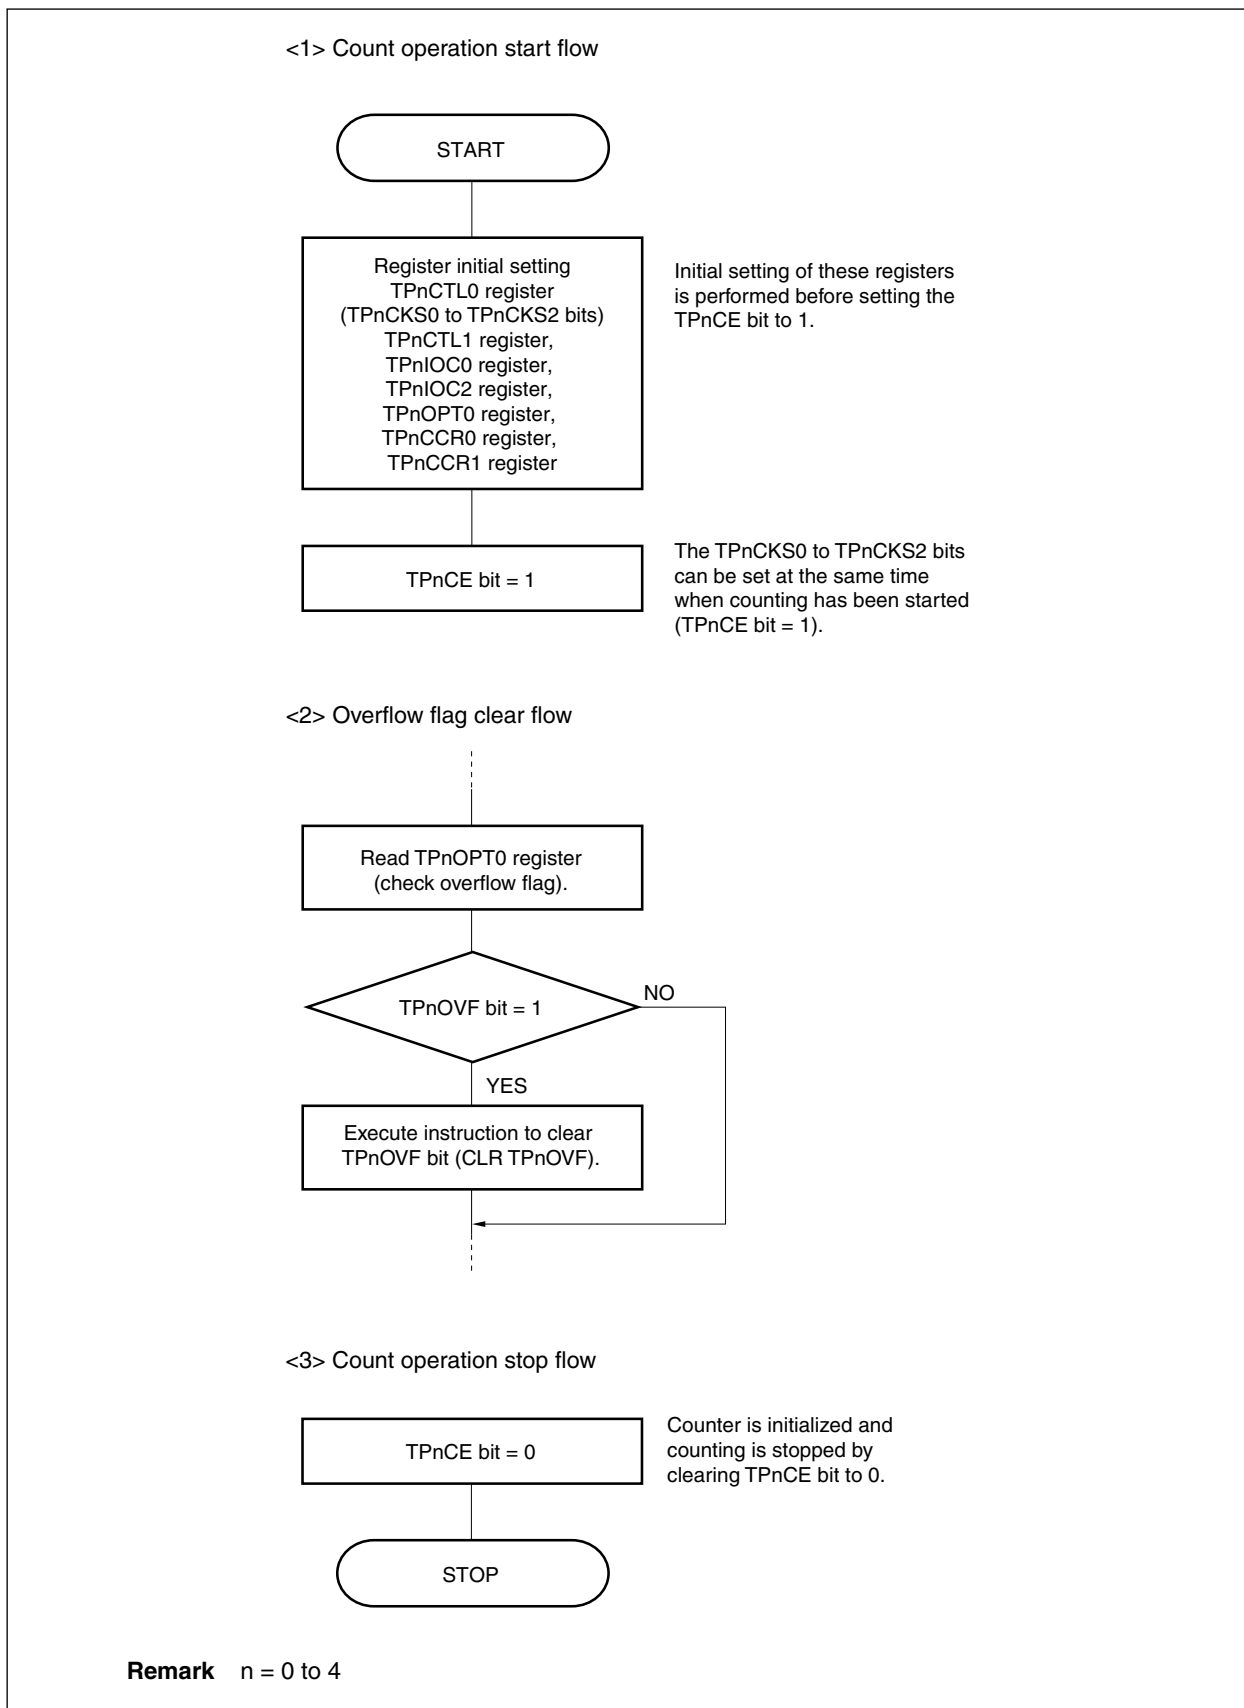 <1> Count operation start flow
START
Register initial setting
TPnCTL0 register
(TPnCKS0 to TPnCKS2 bits)
TPnCTL1 register,
TPnIOC0 register,
TPnIOC2 register,
TPnOPT0 register,
TPnCCR0 register,
TPnCCR1 register
Initial setting of these registers
is performed before setting the
TPnCE bit to 1.
TPnCE bit = 1
The TPnCKS0 to TPnCKS2 bits
can be set at the same time
when counting has been started
(TPnCE bit = 1).
<2> Overflow flag clear flow
Read TPnOPT0 register
(check overflow flag).
TPnOVF bit = 1
NO
YES
Execute instruction to clear
TPnOVF bit (CLR TPnOVF).
<3> Count operation stop flow
TPnCE bit = 0
Counter is initialized and
counting is stopped by
clearing TPnCE bit to 0.
STOP
Remark n = 0 to 4